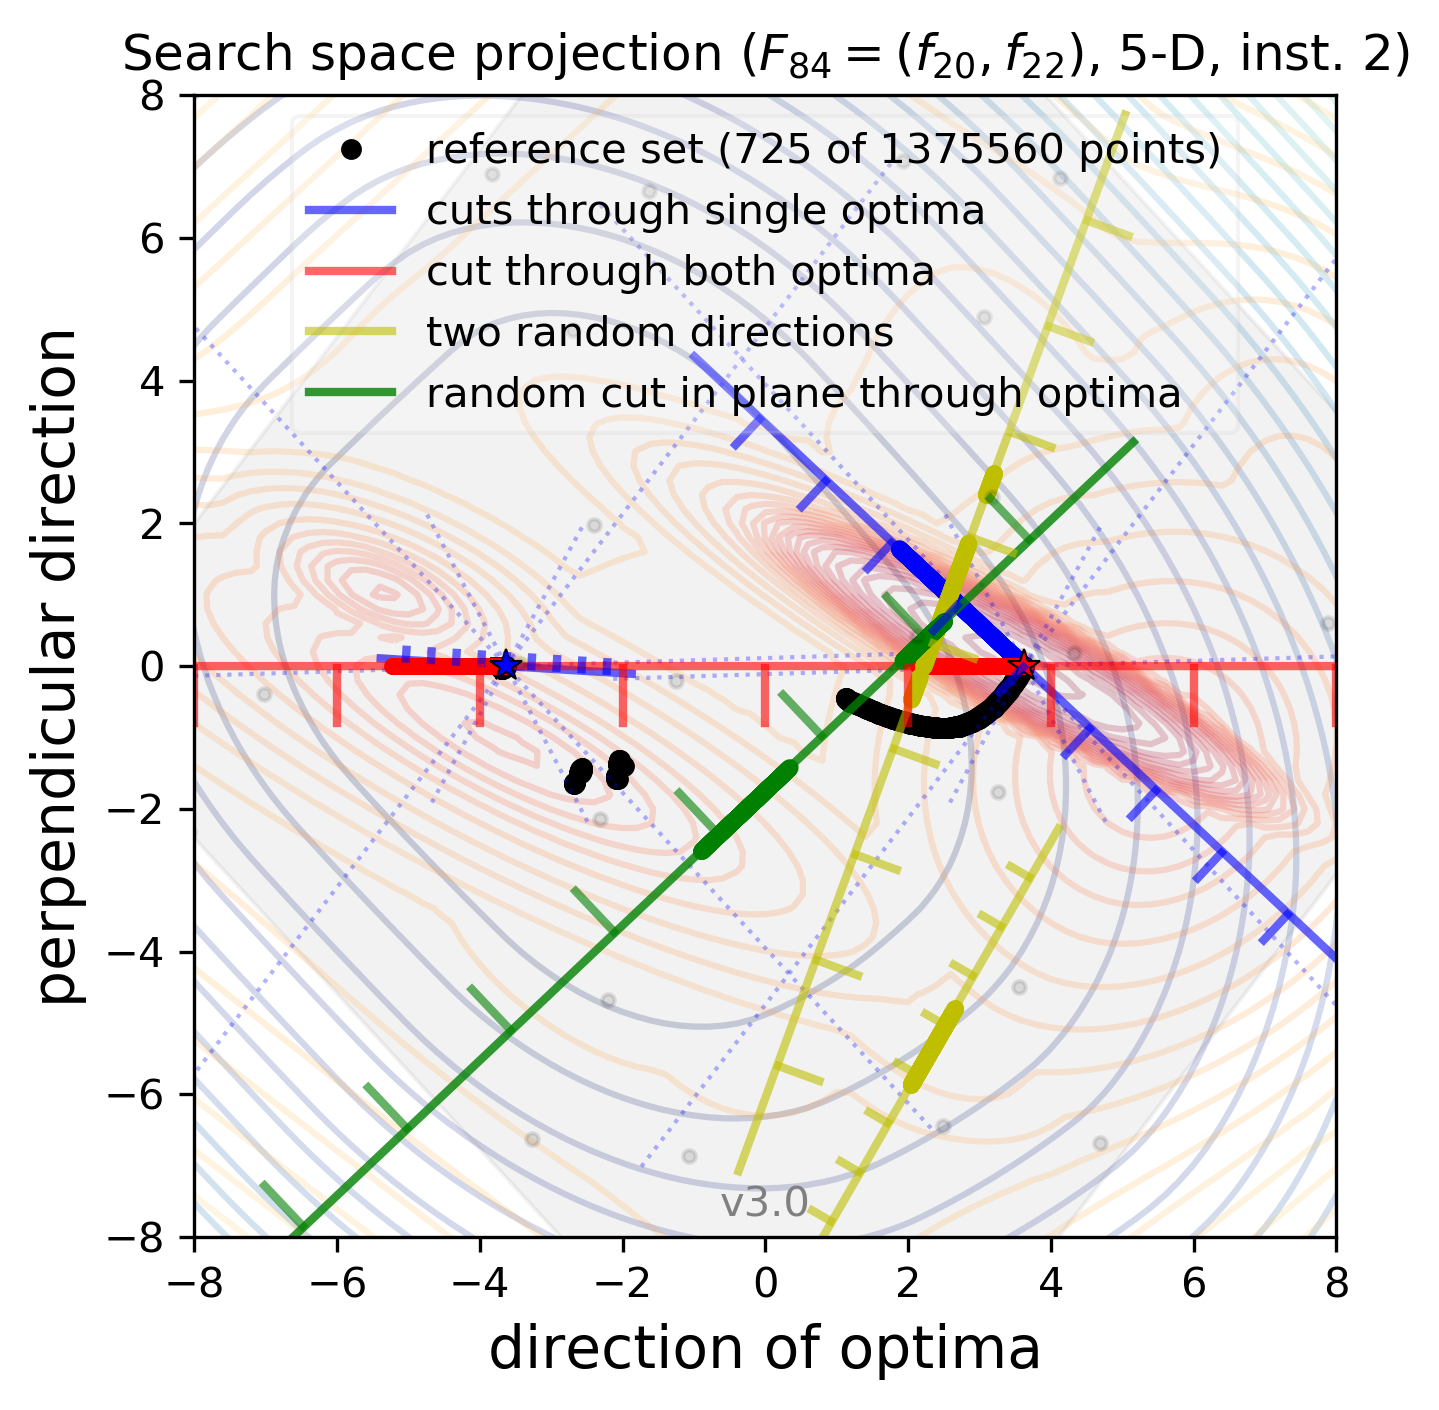 Search space projection (F84 = (f20, f22), 5-D, inst. 2)
reference set (725 of 1375560 points)
cuts through single optima
cut through both optima
two random directions
random cut in plane through optima
perpendicular direction
8
6
4
2
0
−2
−4
−6
−8
v3.0
−8 −6 −4 −2 0 2 4 6 8
direction of optima